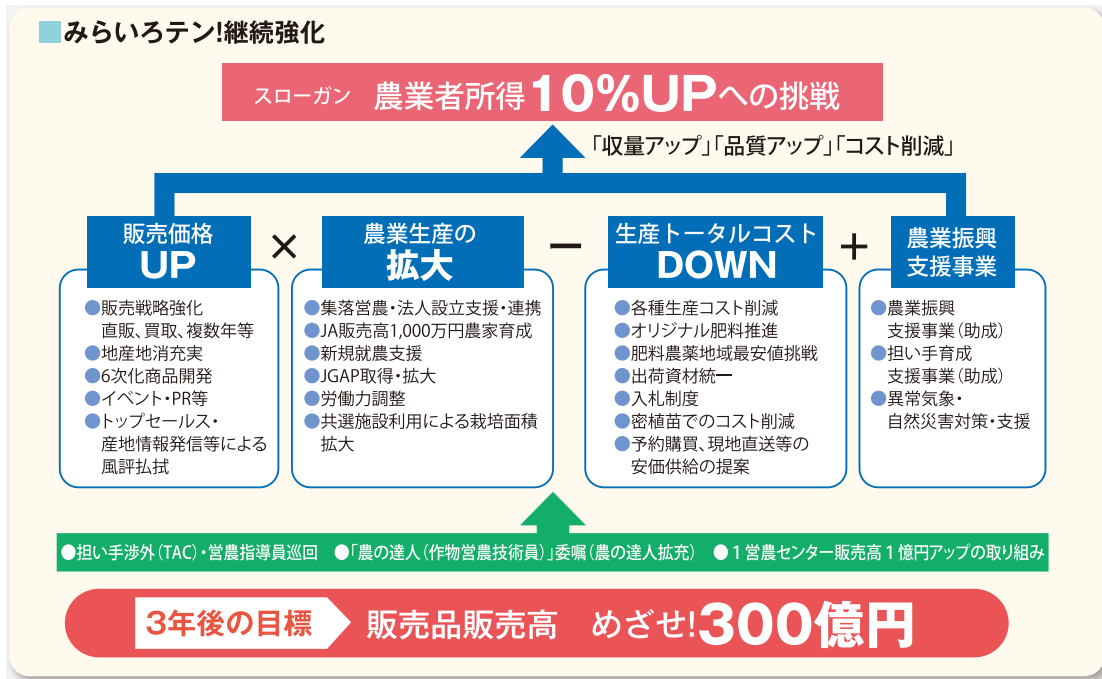 みらいろテン!継続強化
スローガン 農業者所得10%UPへの挑戦
「収量アップ」「品質アップ」「コスト削減」
販売価格
UP
×
農業生産の
拡大
−
生産トータルコスト
DOWN
+
農業振興
支援事業
●販売戦略強化
直販、買取、複数年等
●地産地消充実
●6次化商品開発
●イベント・PR等
●トップセールス・
産地情報発信等による
風評払拭
●集落営農・法人設立支援・連携
●JA販売高1,000万円農家育成
●新規就農支援
●JGAP取得・拡大
●労働力調整
●共選施設利用による栽培面積
拡大
●各種生産コスト削減
●オリジナル肥料推進
●肥料農薬地域最安値挑戦
●出荷資材統一
●入札制度
●密植苗でのコスト削減
●予約購買、現地直送等の
安価供給の提案
●農業振興
支援事業(助成)
●担い手育成
支援事業(助成)
●異常気象・
自然災害対策・支援
●担い手渉外(TAC)・営農指導員巡回 ●「農の達人(作物営農技術員)」委嘱(農の達人拡充) ●1営農センター販売高1億円アップの取り組み
3年後の目標 販売品販売高 めざせ!300億円